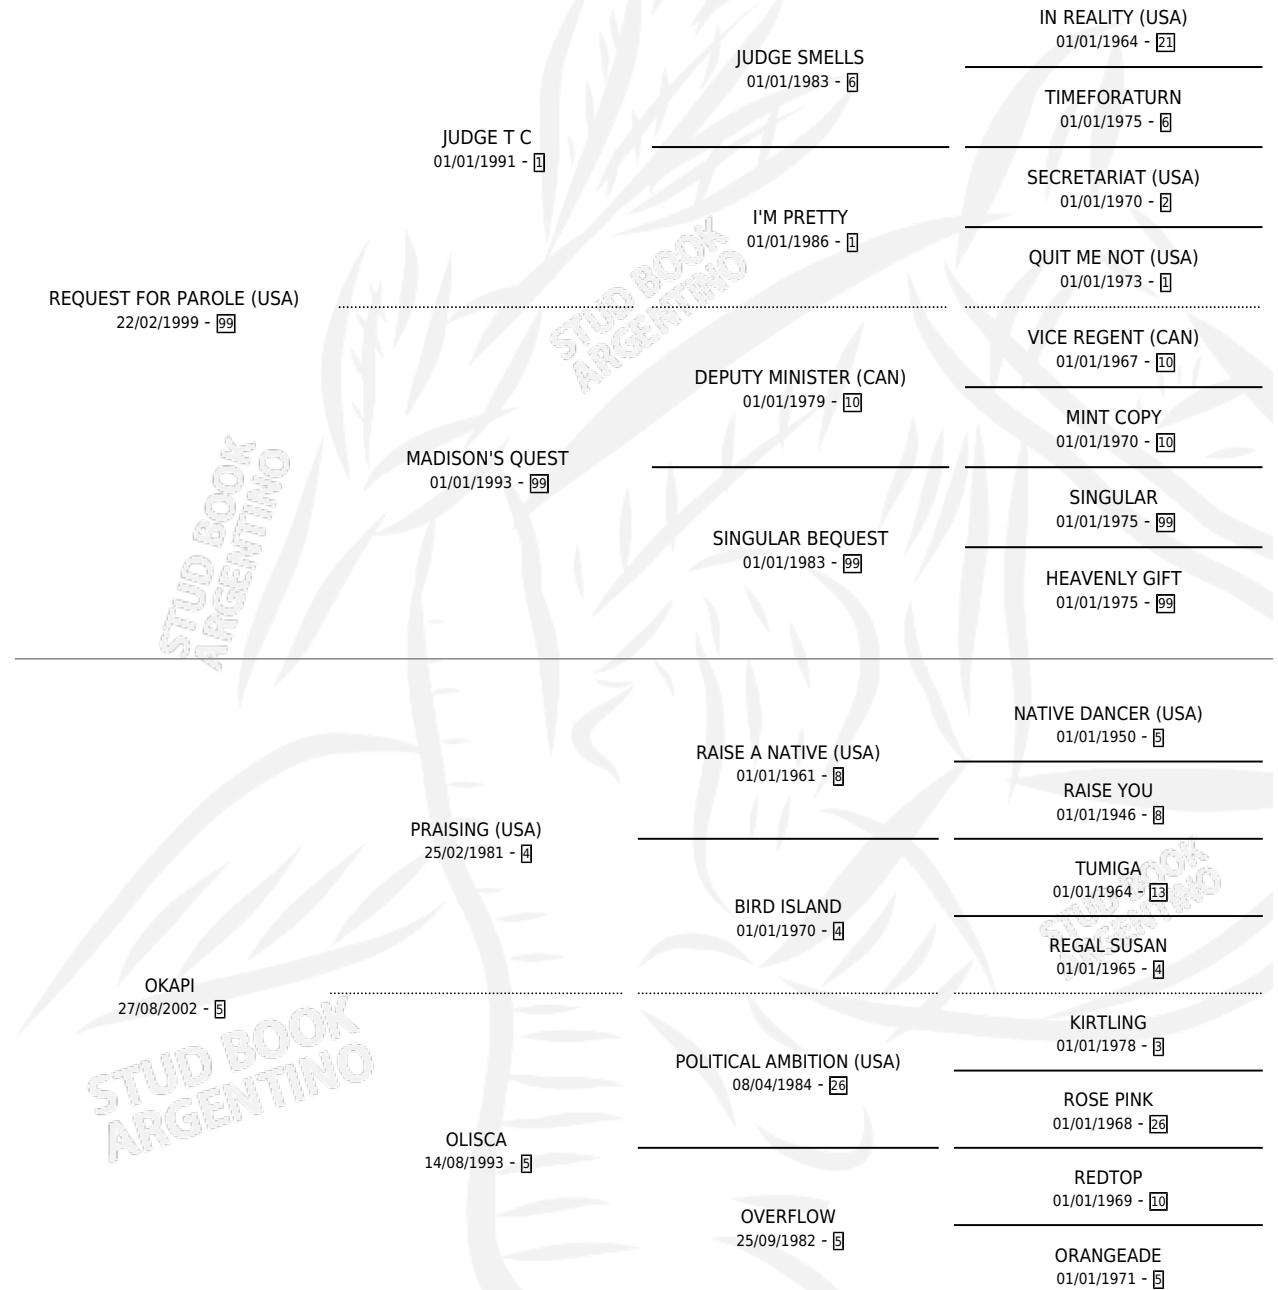 IN REALITY (USA)
01/01/1964 - 21
JUDGE SMELLS
01/01/1983 - 6
TIMEFORATURN
01/01/1975 - 6
JUDGE T C
01/01/1991 - 1
SECRETARIAT (USA)
01/01/1970 - 2
I'M PRETTY
01/01/1986 - 1
QUIT ME NOT (USA)
01/01/1973 - 1
REQUEST FOR PAROLE (USA)
22/02/1999 - 99
STUD BOOK
ARGENTINO
VICE REGENT (CAN)
01/01/1967 - 10
DEPUTY MINISTER (CAN)
01/01/1979 - 10
MINT COPY
01/01/1970 - 10
MADISON'S QUEST
01/01/1993 - 99
SINGULAR
01/01/1975 - 99
SINGULAR BEQUEST
01/01/1983 - 99
HEAVENLY GIFT
01/01/1975 - 99
STUD BOOK
ARGENTINO
NATIVE DANCER (USA)
01/01/1950 - 5
RAISE A NATIVE (USA)
01/01/1961 - 8
RAISE YOU
01/01/1946 - 8
PRAISING (USA)
25/02/1981 - 4
TUMIGA
01/01/1964 - 13
BIRD ISLAND
01/01/1970 - 4
REGAL SUSAN
01/01/1965 - 4
STUD BOOK
ARGENTINO
OKAPI
27/08/2002 - 5
KIRTLING
01/01/1978 - 3
POLITICAL AMBITION (USA)
08/04/1984 - 26
ROSE PINK
01/01/1968 - 26
STUD BOOK
ARGENTINO
OLISCA
14/08/1993 - 5
REDTOP
01/01/1969 - 10
OVERFLOW
25/09/1982 - 5
ORANGEADE
01/01/1971 - 5